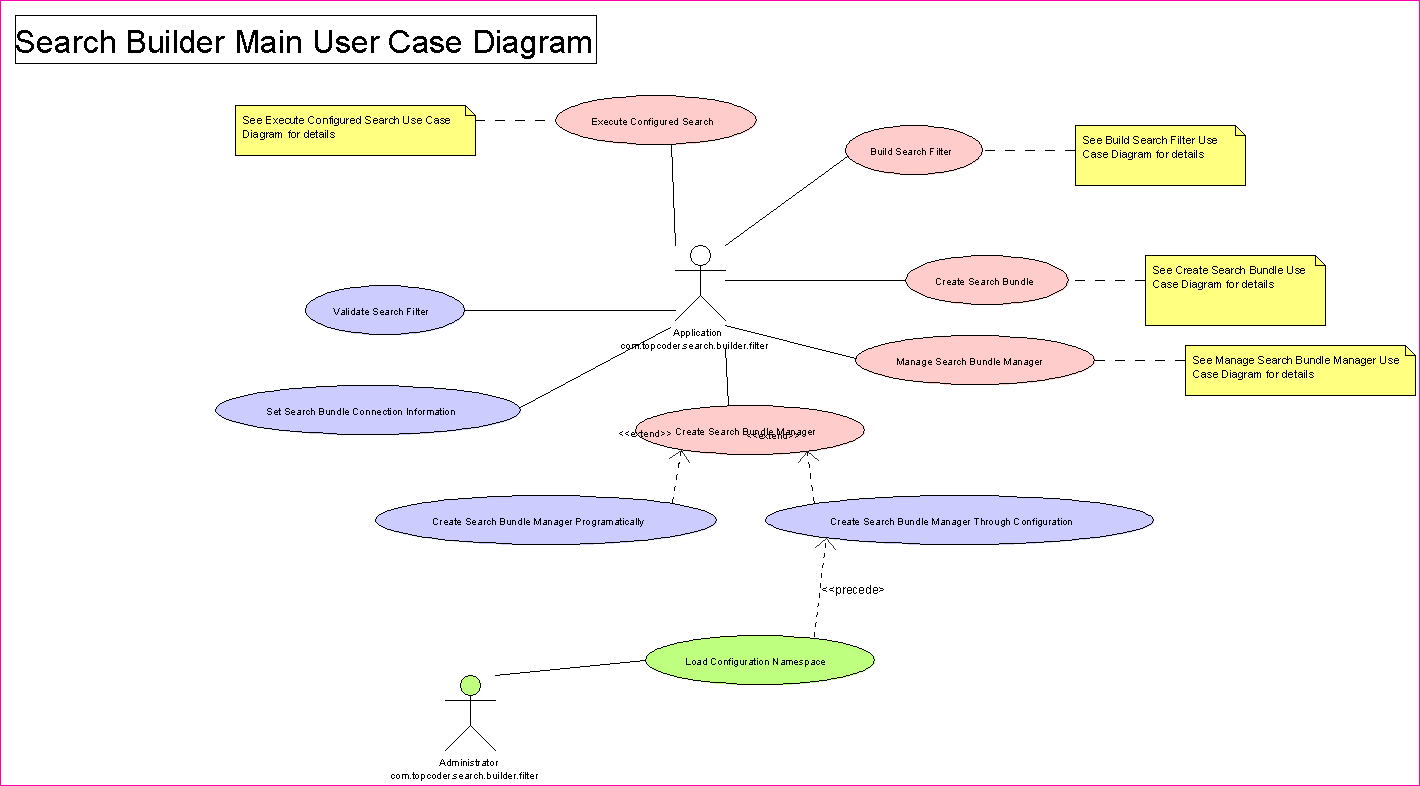 Search Builder Main User Case Diagram
See Execute Configured Search Use Case
Diagram for details
Execute Configured Search
Build Search Filter
See Build Search Filter Use
Case Diagram for details
Create Search Bundle
See Create Search Bundle Use
Case Diagram for details
Validate Search Filter
Application
com.topcoder.search.builder.filter
Manage Search Bundle Manager
See Manage Search Bundle Manager Use
Case Diagram for details
Set Search Bundle Connection Information
<<extend>>
Create Search Bundle Manager
<<extend>>
Create Search Bundle Manager Programatically
Create Search Bundle Manager Through Configuration
<<precede>
Load Configuration Namespace
Administrator
com.topcoder.search.builder.filter